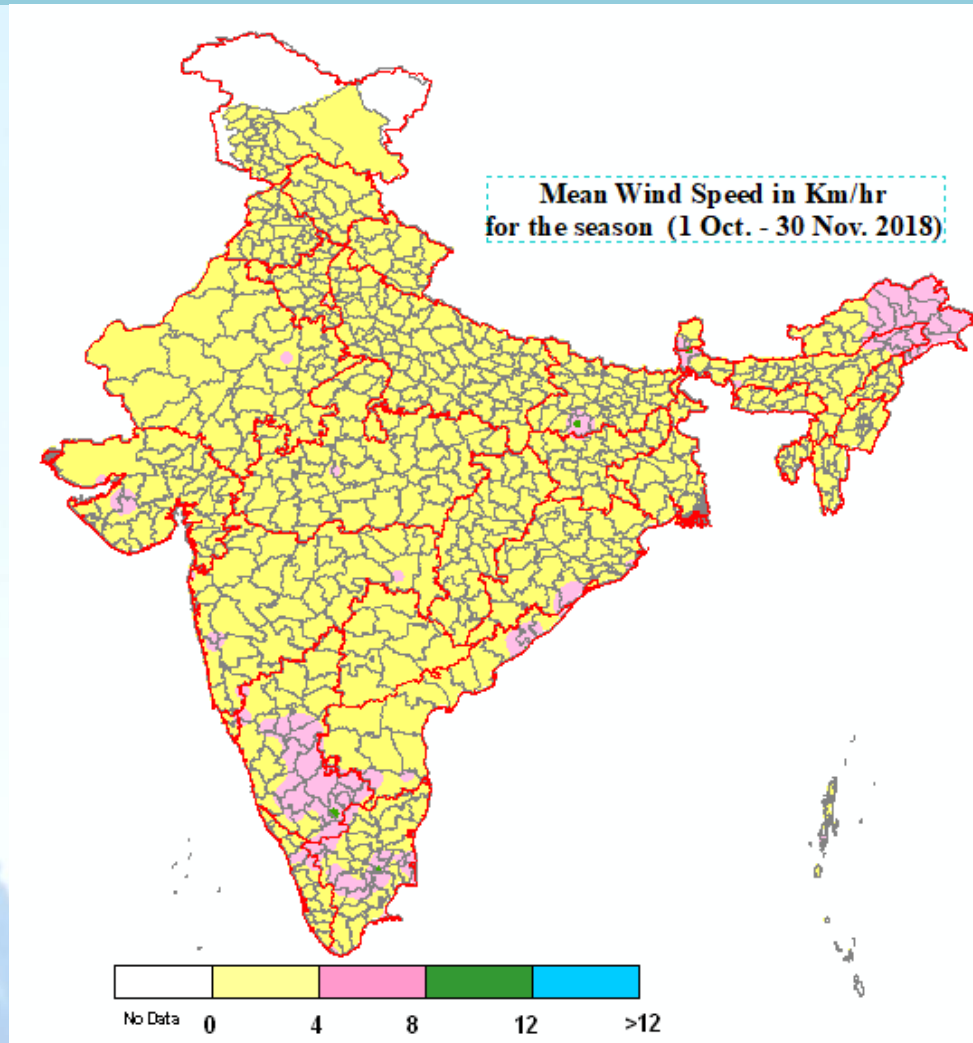 Mean Wind Speed in Km/hr
for the season (1 Oct. - 30 Nov. 2018)
No Data 0 4 8 12 >12